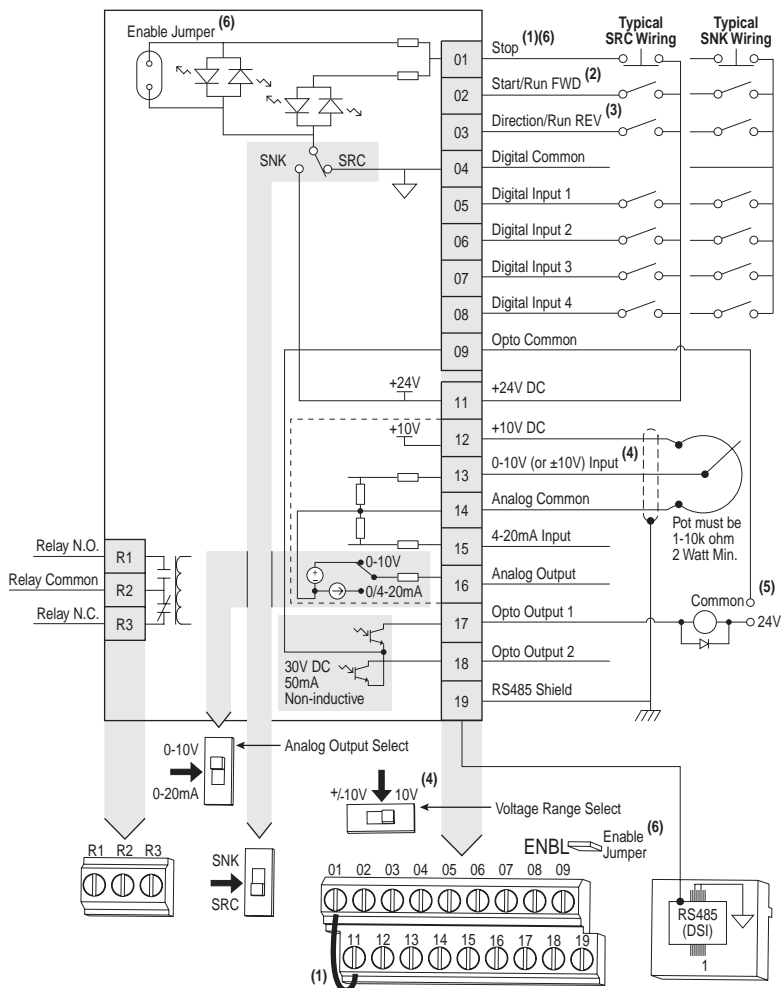 Enable Jumper (6)
Typical
SRC Wiring
Typical
SNK Wiring
01 Stop (1)(6)
02 Start/Run FWD (2)
03 Direction/Run REV (3)
SNK SRC
04 Digital Common
05 Digital Input 1
06 Digital Input 2
07 Digital Input 3
08 Digital Input 4
09 Opto Common
+24V 11 +24V DC
+10V 12 +10V DC
13 0-10V (or ±10V) Input (4)
14 Analog Common
Pot must be
1-10k ohm
2 Watt Min.
15 4-20mA Input
0-10V
0/4-20mA
16 Analog Output
Relay N.O. R1
Relay Common R2
Relay N.C. R3
Common (5)
24V
17 Opto Output 1
18 Opto Output 2
30V DC
50mA
Non-inductive
19 RS485 Shield
0-10V
0-20mA
Analog Output Select
+/-10V 10V (4)
Voltage Range Select
ENBL Enable
Jumper (6)
R1 R2 R3
SNK
SRC
01 02 03 04 05 06 07 08 09
11 12 13 14 15 16 17 18 19
(1)
RS485
(DSI)
1